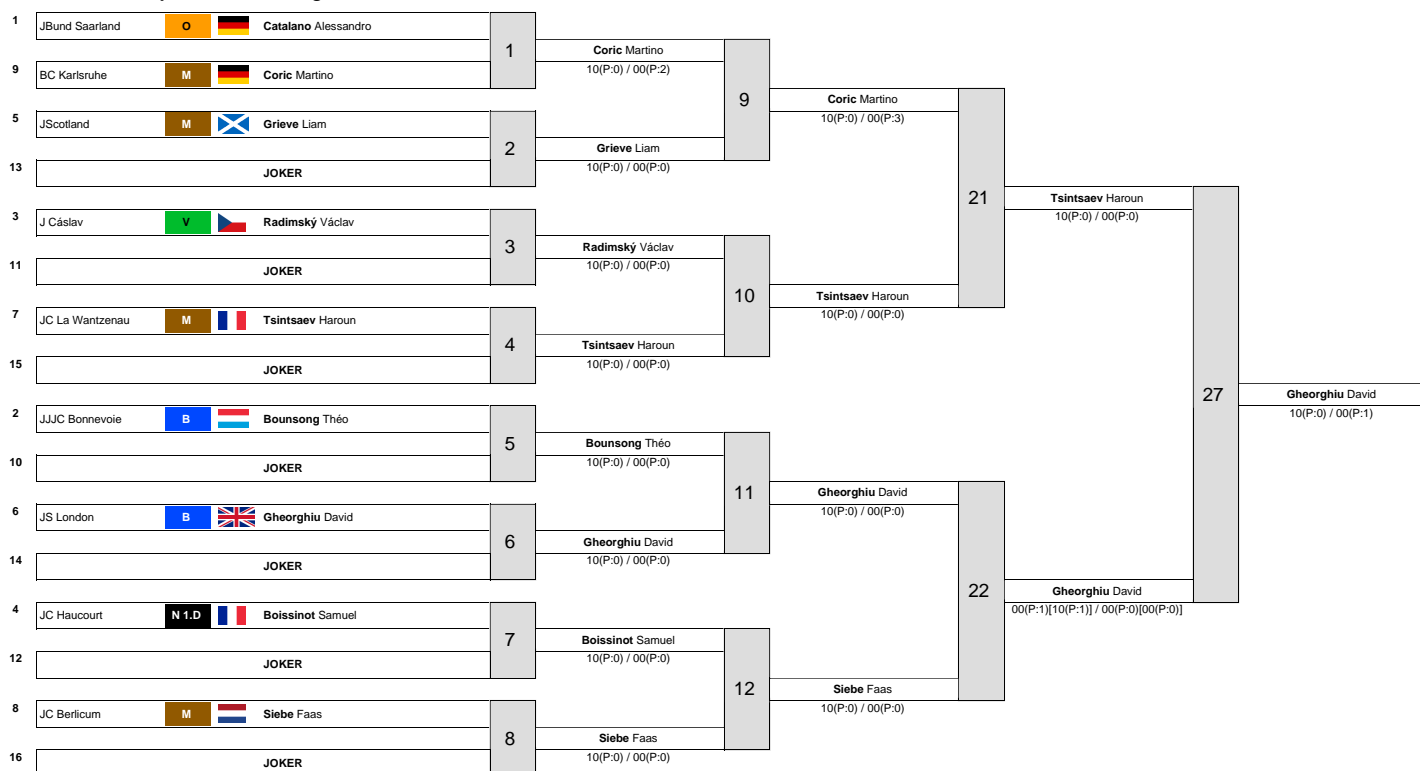 1 JBund Saarland O Catalano Alessandro
1
Coric Martino
10(P:0) / 00(P:2)
9 BC Karlsruhe M Coric Martino
9
Coric Martino
10(P:0) / 00(P:3)
5 JScotland M Grieve Liam
2
Grieve Liam
10(P:0) / 00(P:0)
13 JOKER
21
Tsintsaev Haroun
10(P:0) / 00(P:0)
3 J Cáslav V Radimský Václav
3
Radimský Václav
10(P:0) / 00(P:0)
11 JOKER
10
Tsintsaev Haroun
10(P:0) / 00(P:0)
7 JC La Wantzenau M Tsintsaev Haroun
4
Tsintsaev Haroun
10(P:0) / 00(P:0)
15 JOKER
27
Gheorghiu David
10(P:0) / 00(P:1)
2 JJJC Bonnevoie B Bounsong Théo
5
Bounsong Théo
10(P:0) / 00(P:0)
10 JOKER
11
Gheorghiu David
10(P:0) / 00(P:0)
6 JS London B Gheorghiu David
6
Gheorghiu David
10(P:0) / 00(P:0)
14 JOKER
22
Gheorghiu David
00(P:1)[10(P:1)] / 00(P:0)[00(P:0)]
4 JC Haucourt N 1.D Boissinot Samuel
7
Boissinot Samuel
10(P:0) / 00(P:0)
12 JOKER
12
Siebe Faas
10(P:0) / 00(P:0)
8 JC Berlicum M Siebe Faas
8
Siebe Faas
10(P:0) / 00(P:0)
16 JOKER